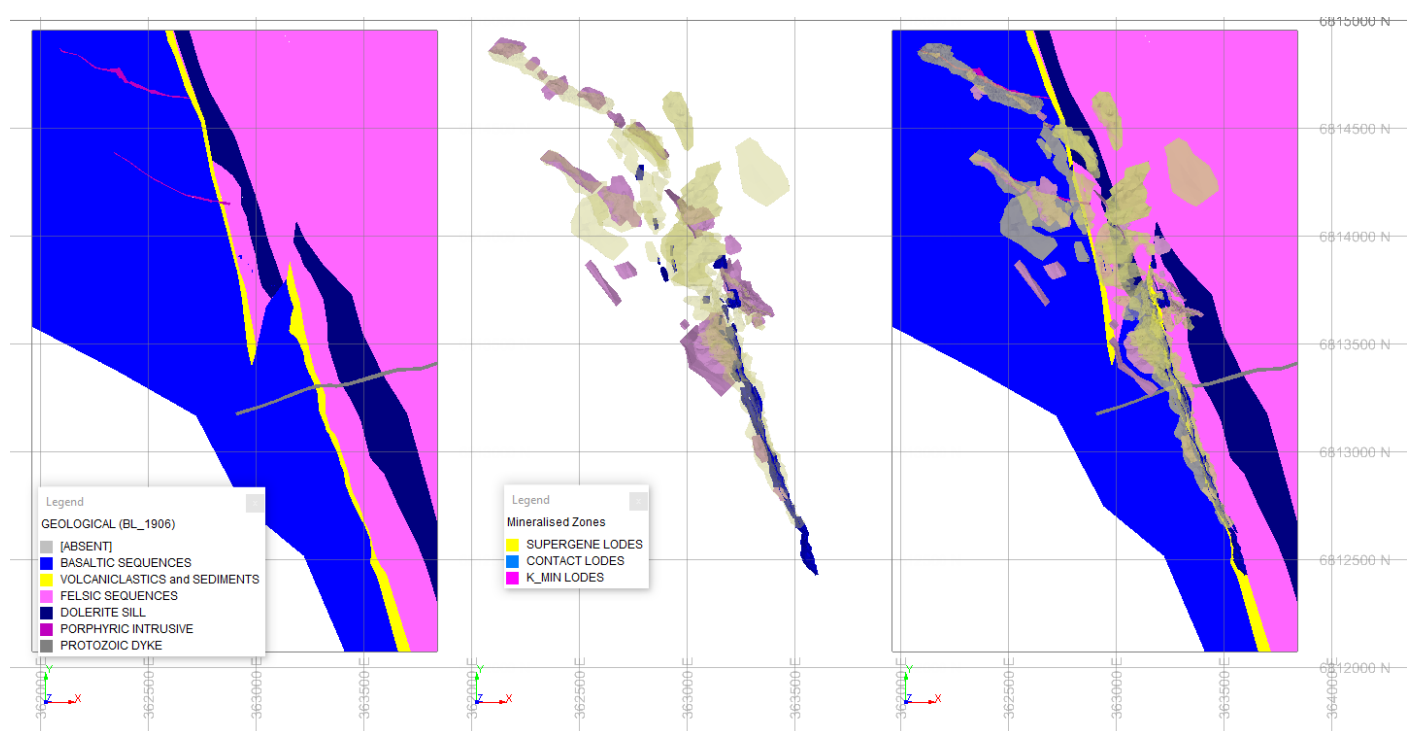 6815000 N
6814500 N
6814000 N
6813500 N
6813000 N
6812500 N
6812000 N
Legend
GEOLOGICAL (BL_1906)
[ABSENT]
BASALTIC SEQUENCES
VOLCANICLASTICS and SEDIMENTS
FELSIC SEQUENCES
DOLERITE SILL
PORPHYRIC INTRUSIVE
PROTOZOIC DYKE
Legend
Mineralised Zones
SUPERGENE LODES
CONTACT LODES
K_MIN LODES
Y
Z X
Y
Z X
Y
Z X
362000 E
362500 E
363000 E
363500 E
362000 E
362500 E
363000 E
363500 E
362000 E
362500 E
363000 E
363500 E
364000 E